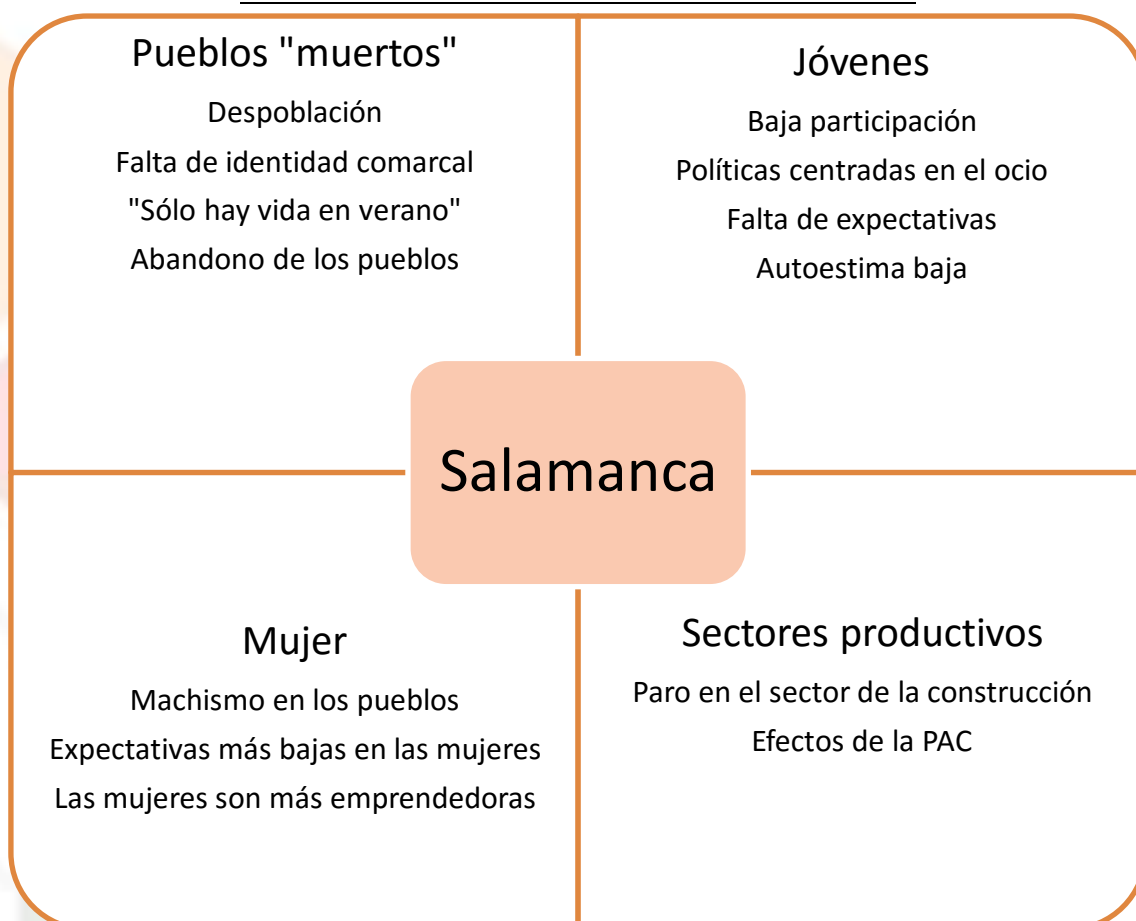 Pueblos "muertos"
Despoblación
Falta de identidad comarcal
"Sólo hay vida en verano"
Abandono de los pueblos
Jóvenes
Baja participación
Políticas centradas en el ocio
Falta de expectativas
Autoestima baja
Salamanca
Mujer
Machismo en los pueblos
Expectativas más bajas en las mujeres
Las mujeres son más emprendedoras
Sectores productivos
Paro en el sector de la construcción
Efectos de la PAC